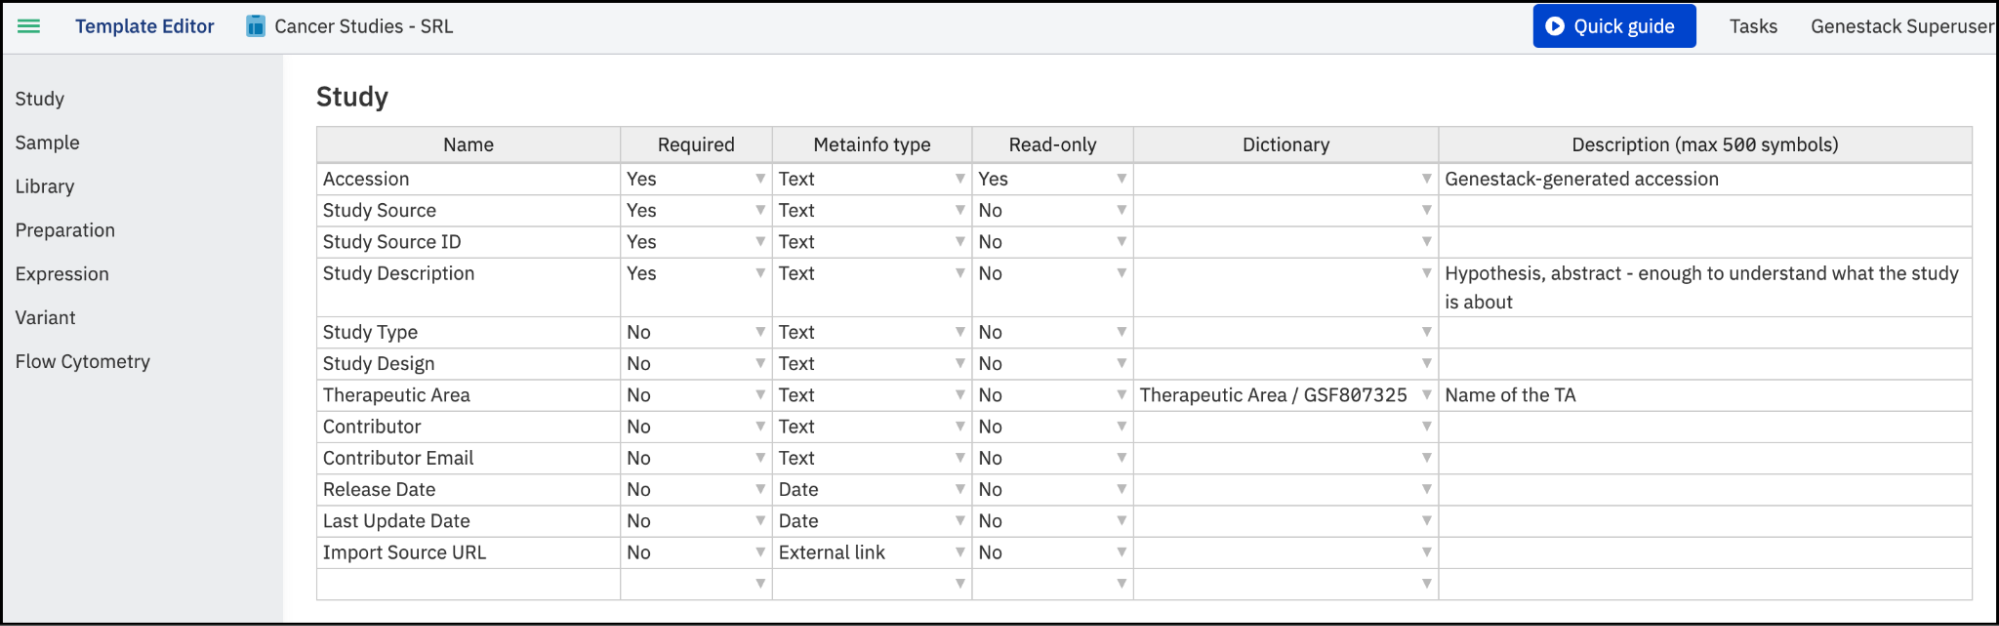 Template Editor Cancer Studies - SRL Quick guide Tasks Genestack Superuser
Study
Sample
Library
Preparation
Expression
Variant
Flow Cytometry
Study
Name Required Metainfo type Read-only Dictionary Description (max 500 symbols)
Accession Yes Text Yes Genestack-generated accession
Study Source Yes Text No
Study Source ID Yes Text No
Study Description Yes Text No Hypothesis, abstract - enough to understand what the study
is about
Study Type No Text No
Study Design No Text No
Therapeutic Area No Text No Therapeutic Area / GSF807325 Name of the TA
Contributor No Text No
Contributor Email No Text No
Release Date No Date No
Last Update Date No Date No
Import Source URL No External link No